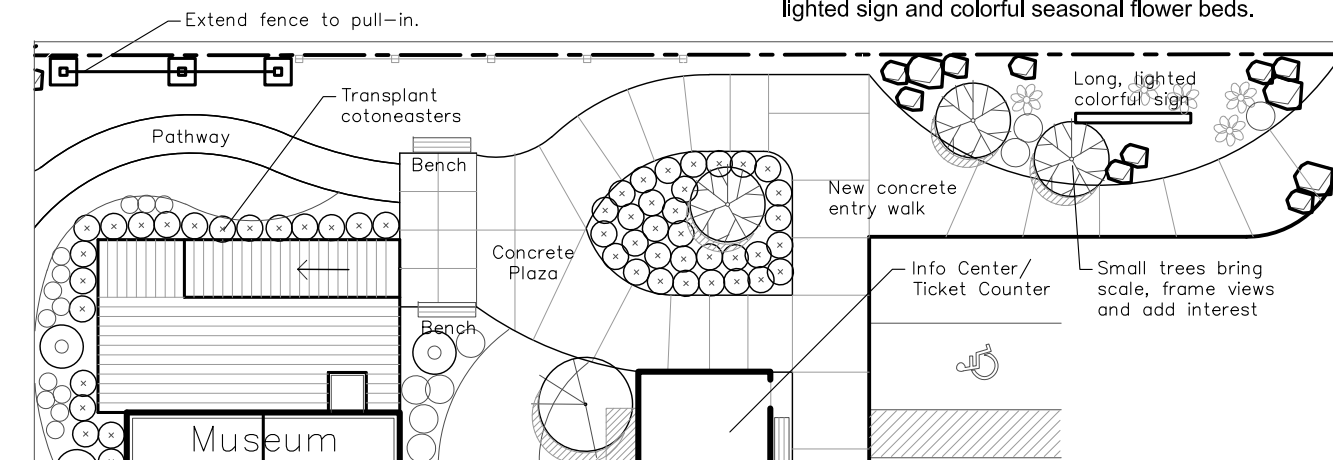 lighted sign and colorful seasonal flower beds.
Extend fence to pull-in.
Transplant
cotoneasters
Pathway
Bench
Long, lighted
colorful sign
New concrete
entry walk
Concrete
Plaza
Info Center/
Ticket Counter
Small trees bring
scale, frame views
and add interest
Bench
Museum